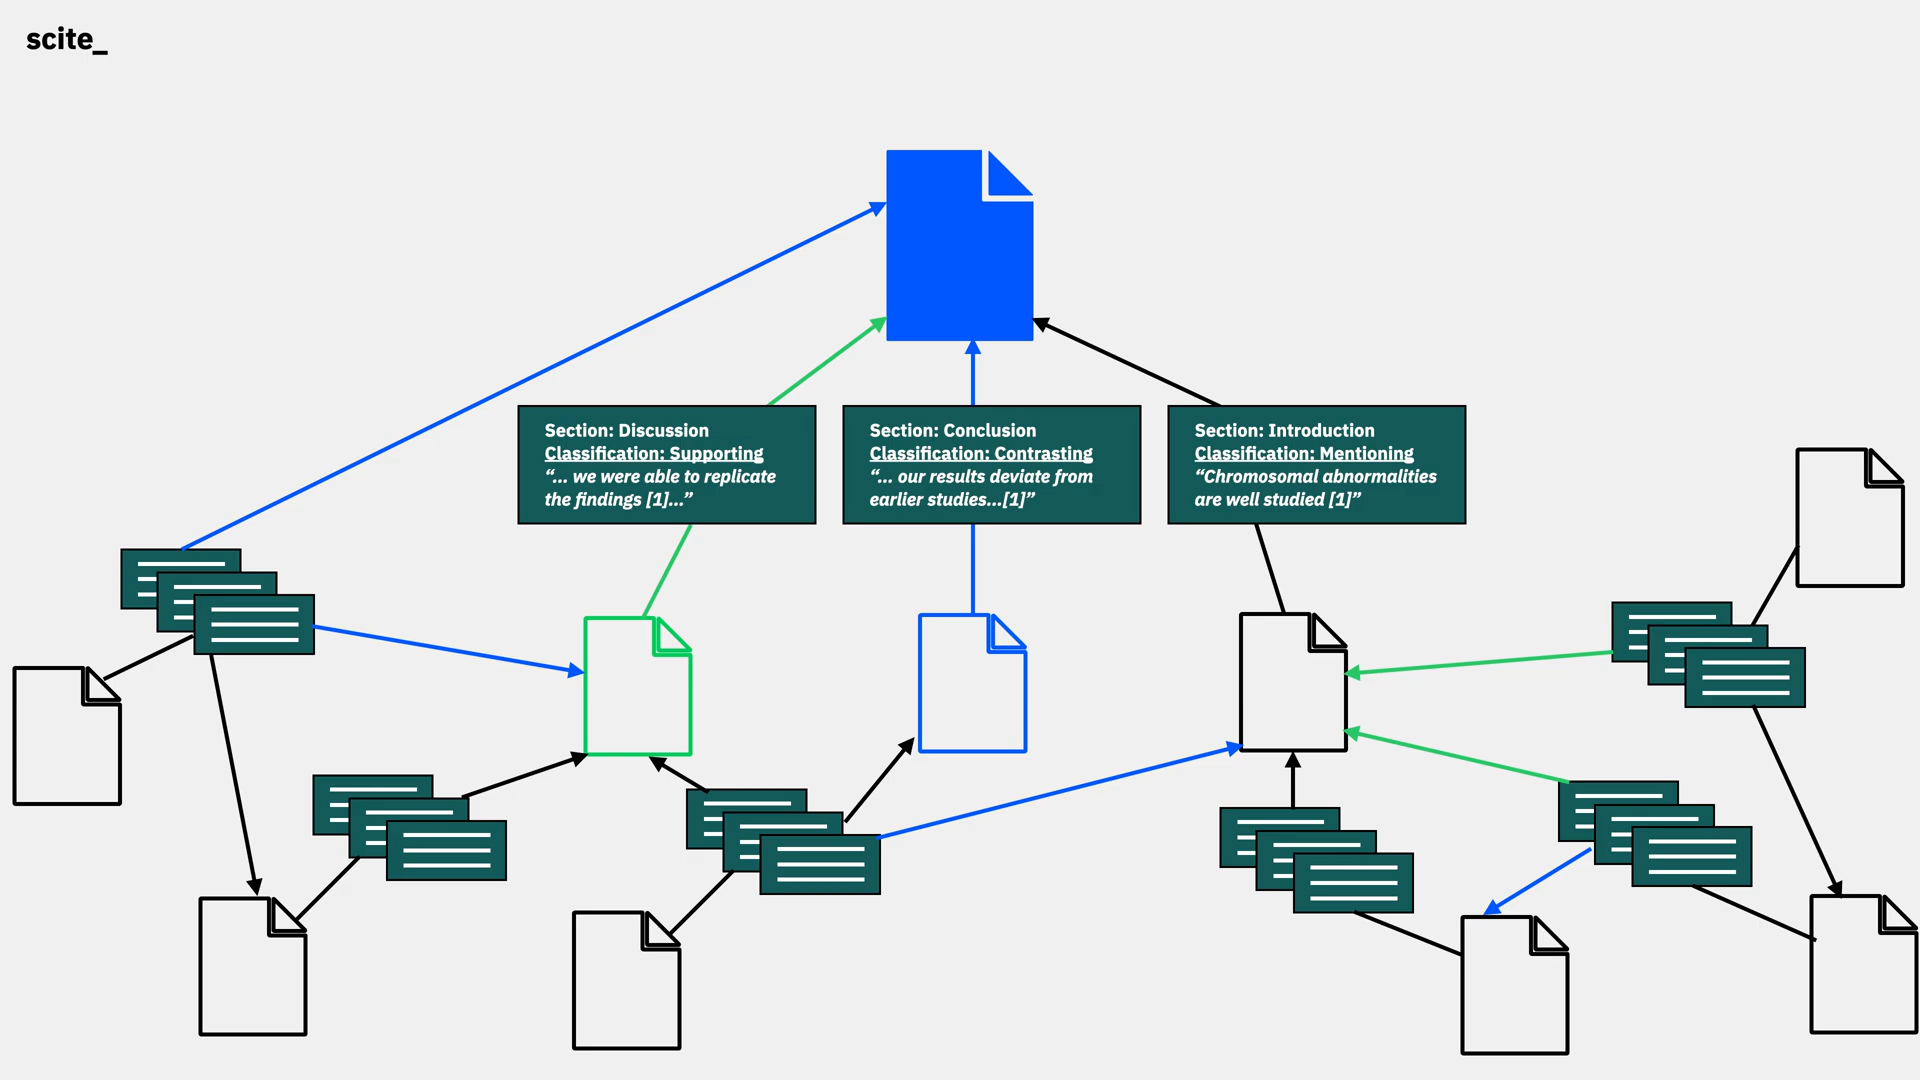 scite_
Section: Discussion
Classification: Supporting
“... we were able to replicate
the findings [1]...”
Section: Conclusion
Classification: Contrasting
“... our results deviate from
earlier studies...[1]”
Section: Introduction
Classification: Mentioning
“Chromosomal abnormalities
are well studied [1]”